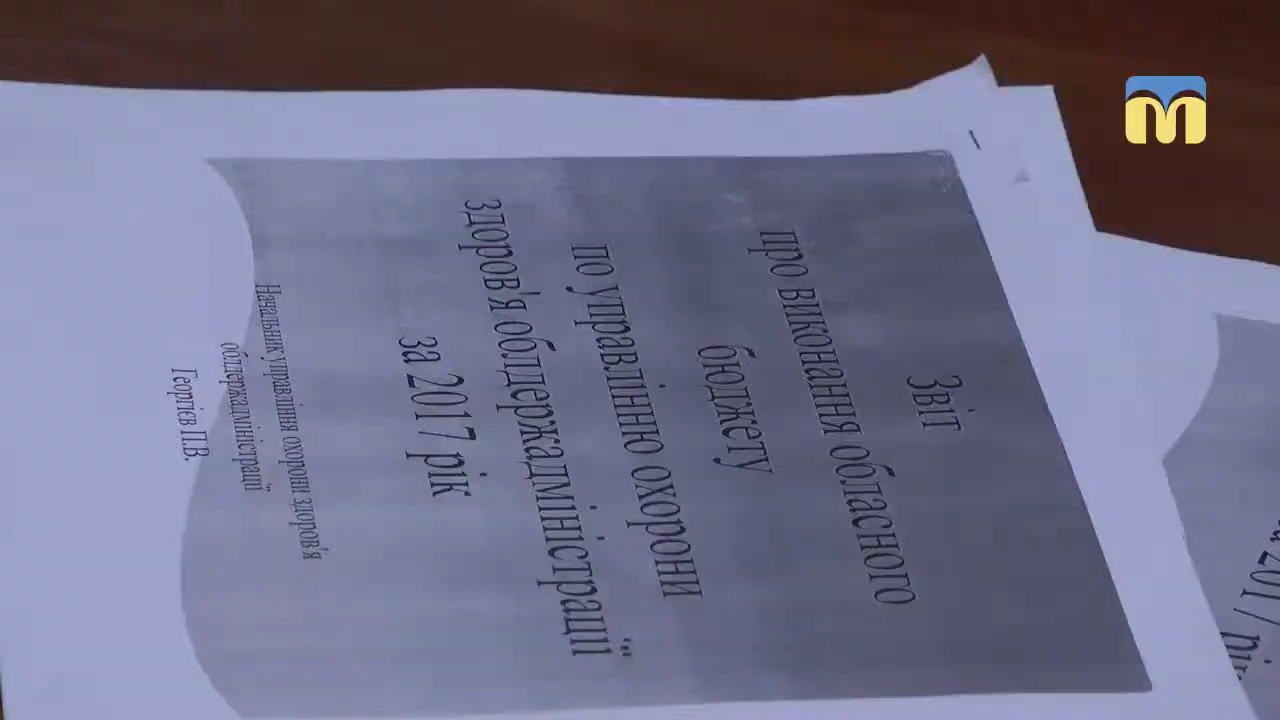 Звіт
про виконання обласного
бюджету
по управлінню охорони
здоров'я облдержадміністрації
за 2017 рік
Начальник управління охорони здоров'я
облдержадміністрації
Георгієв П.В.
2017
m